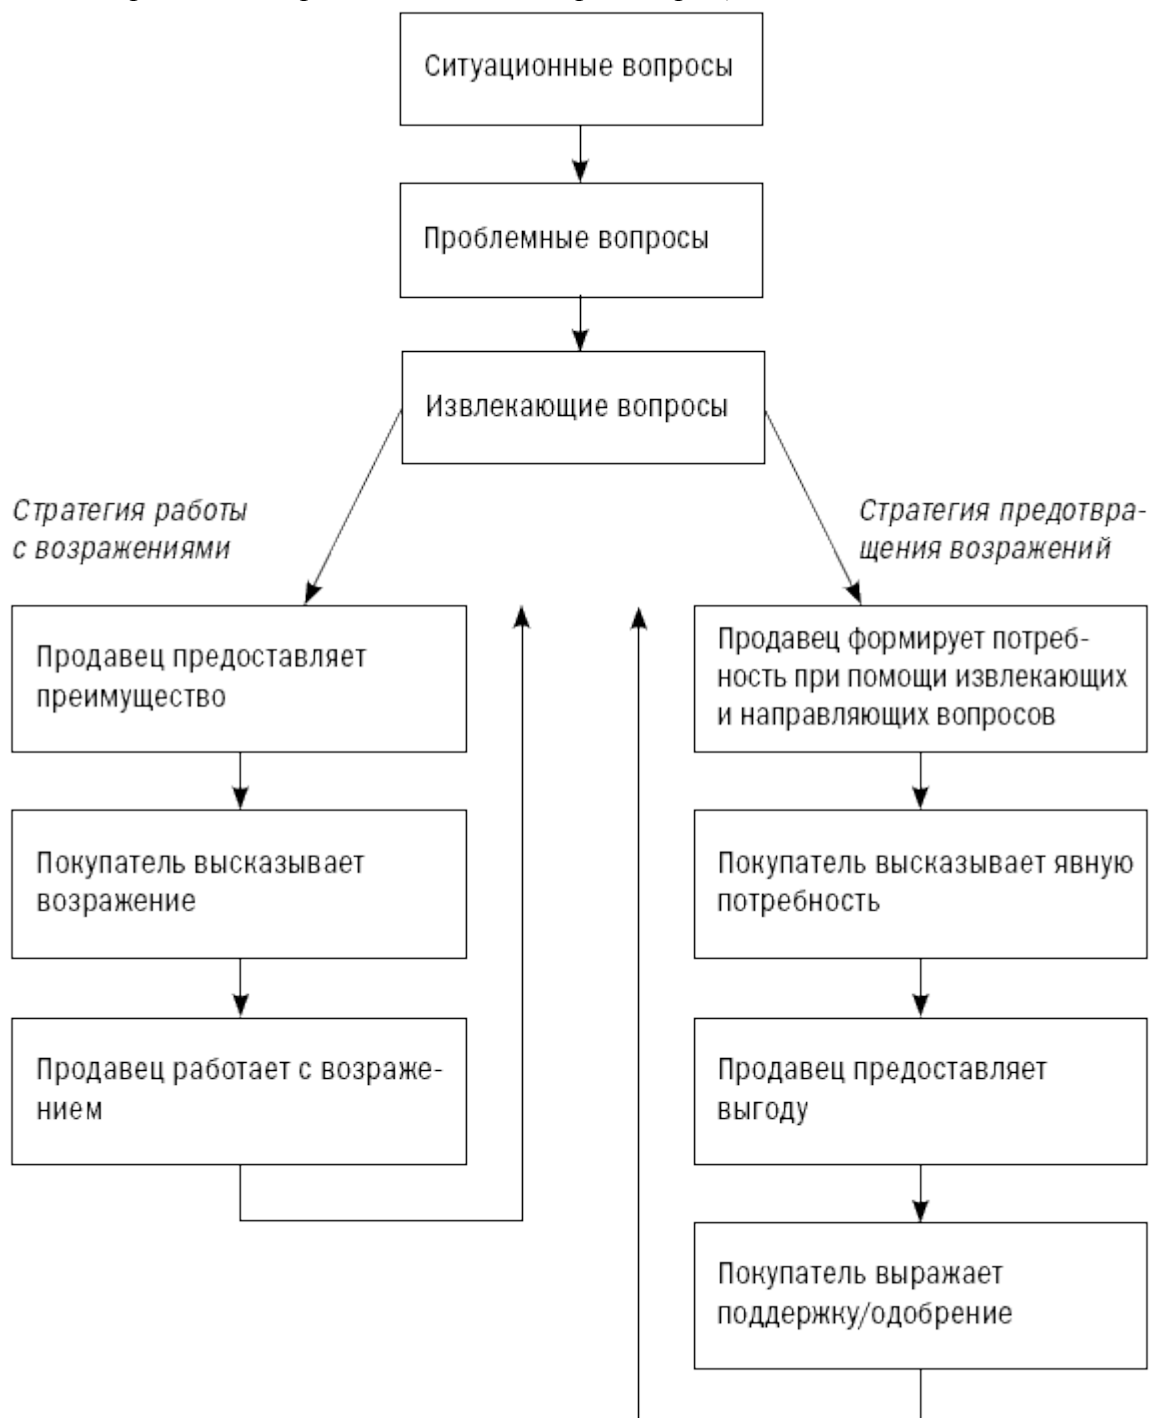 Ситуационные вопросы
Проблемные вопросы
Извлекающие вопросы
Стратегия работы
с возражениями
Стратегия предотвра-
щения возражений
Продавец предоставляет
преимущество
Покупатель высказывает
возражение
Продавец работает с возраже-
нием
Продавец формирует потреб-
ность при помощи извлекающих
и направляющих вопросов
Покупатель высказывает явную
потребность
Продавец предоставляет
выгоду
Покупатель выражает
поддержку/одобрение